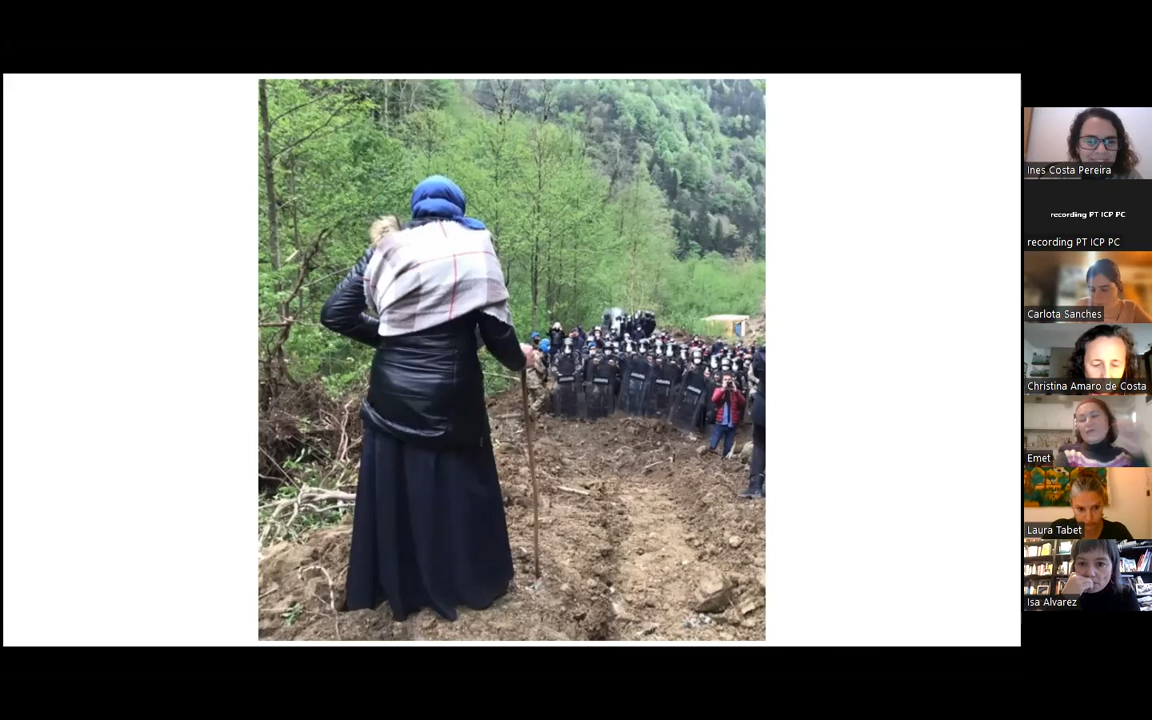 Ines Costa Pereira
recording PT ICP PC
recording PT ICP PC
Carlota Sanches
Christina Amaro de Costa
Emet
Laura Tabet
Isa Alvarez